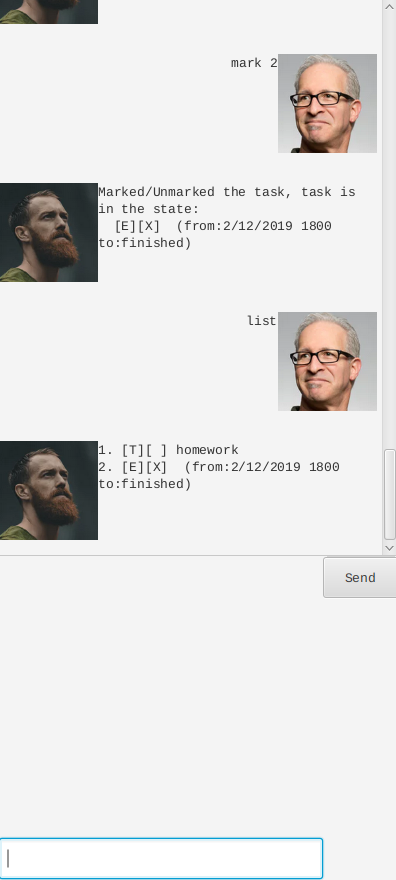 mark 2
Marked/Unmarked the task, task is
in the state:
  [E][X]  (from:2/12/2019 1800
to:finished)
list
1. [T][ ] homework
2. [E][X]  (from:2/12/2019 1800
to:finished)
Send